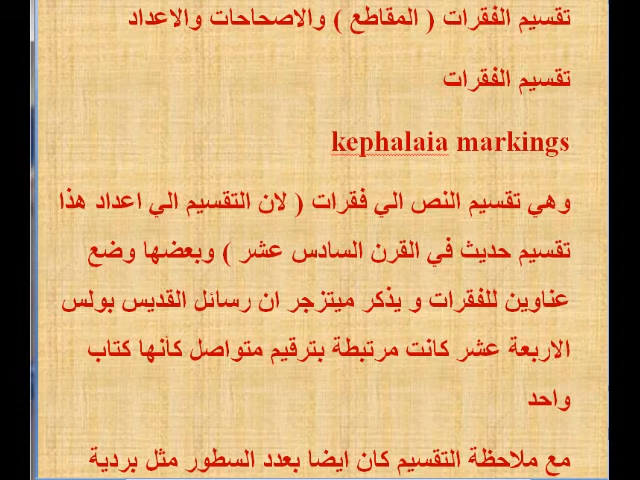 تقسيم الفقرات ( المقاطع ) والاصحاحات والاعداد
تقسيم الفقرات
kephalaia markings
وهي تقسيم النص الي فقرات ( لان التقسيم الي اعداد هذا
تقسيم حديث في القرن السادس عشر ) وبعضها وضع
عناوين للفقرات و يذكر ميتزجر ان رسائل القديس بولس
الاربعة عشر كانت مرتبطة بترقيم متواصل كأنها كتاب
واحد
مع ملاحظة التقسيم كان ايضا بعدد السطور مثل بردية